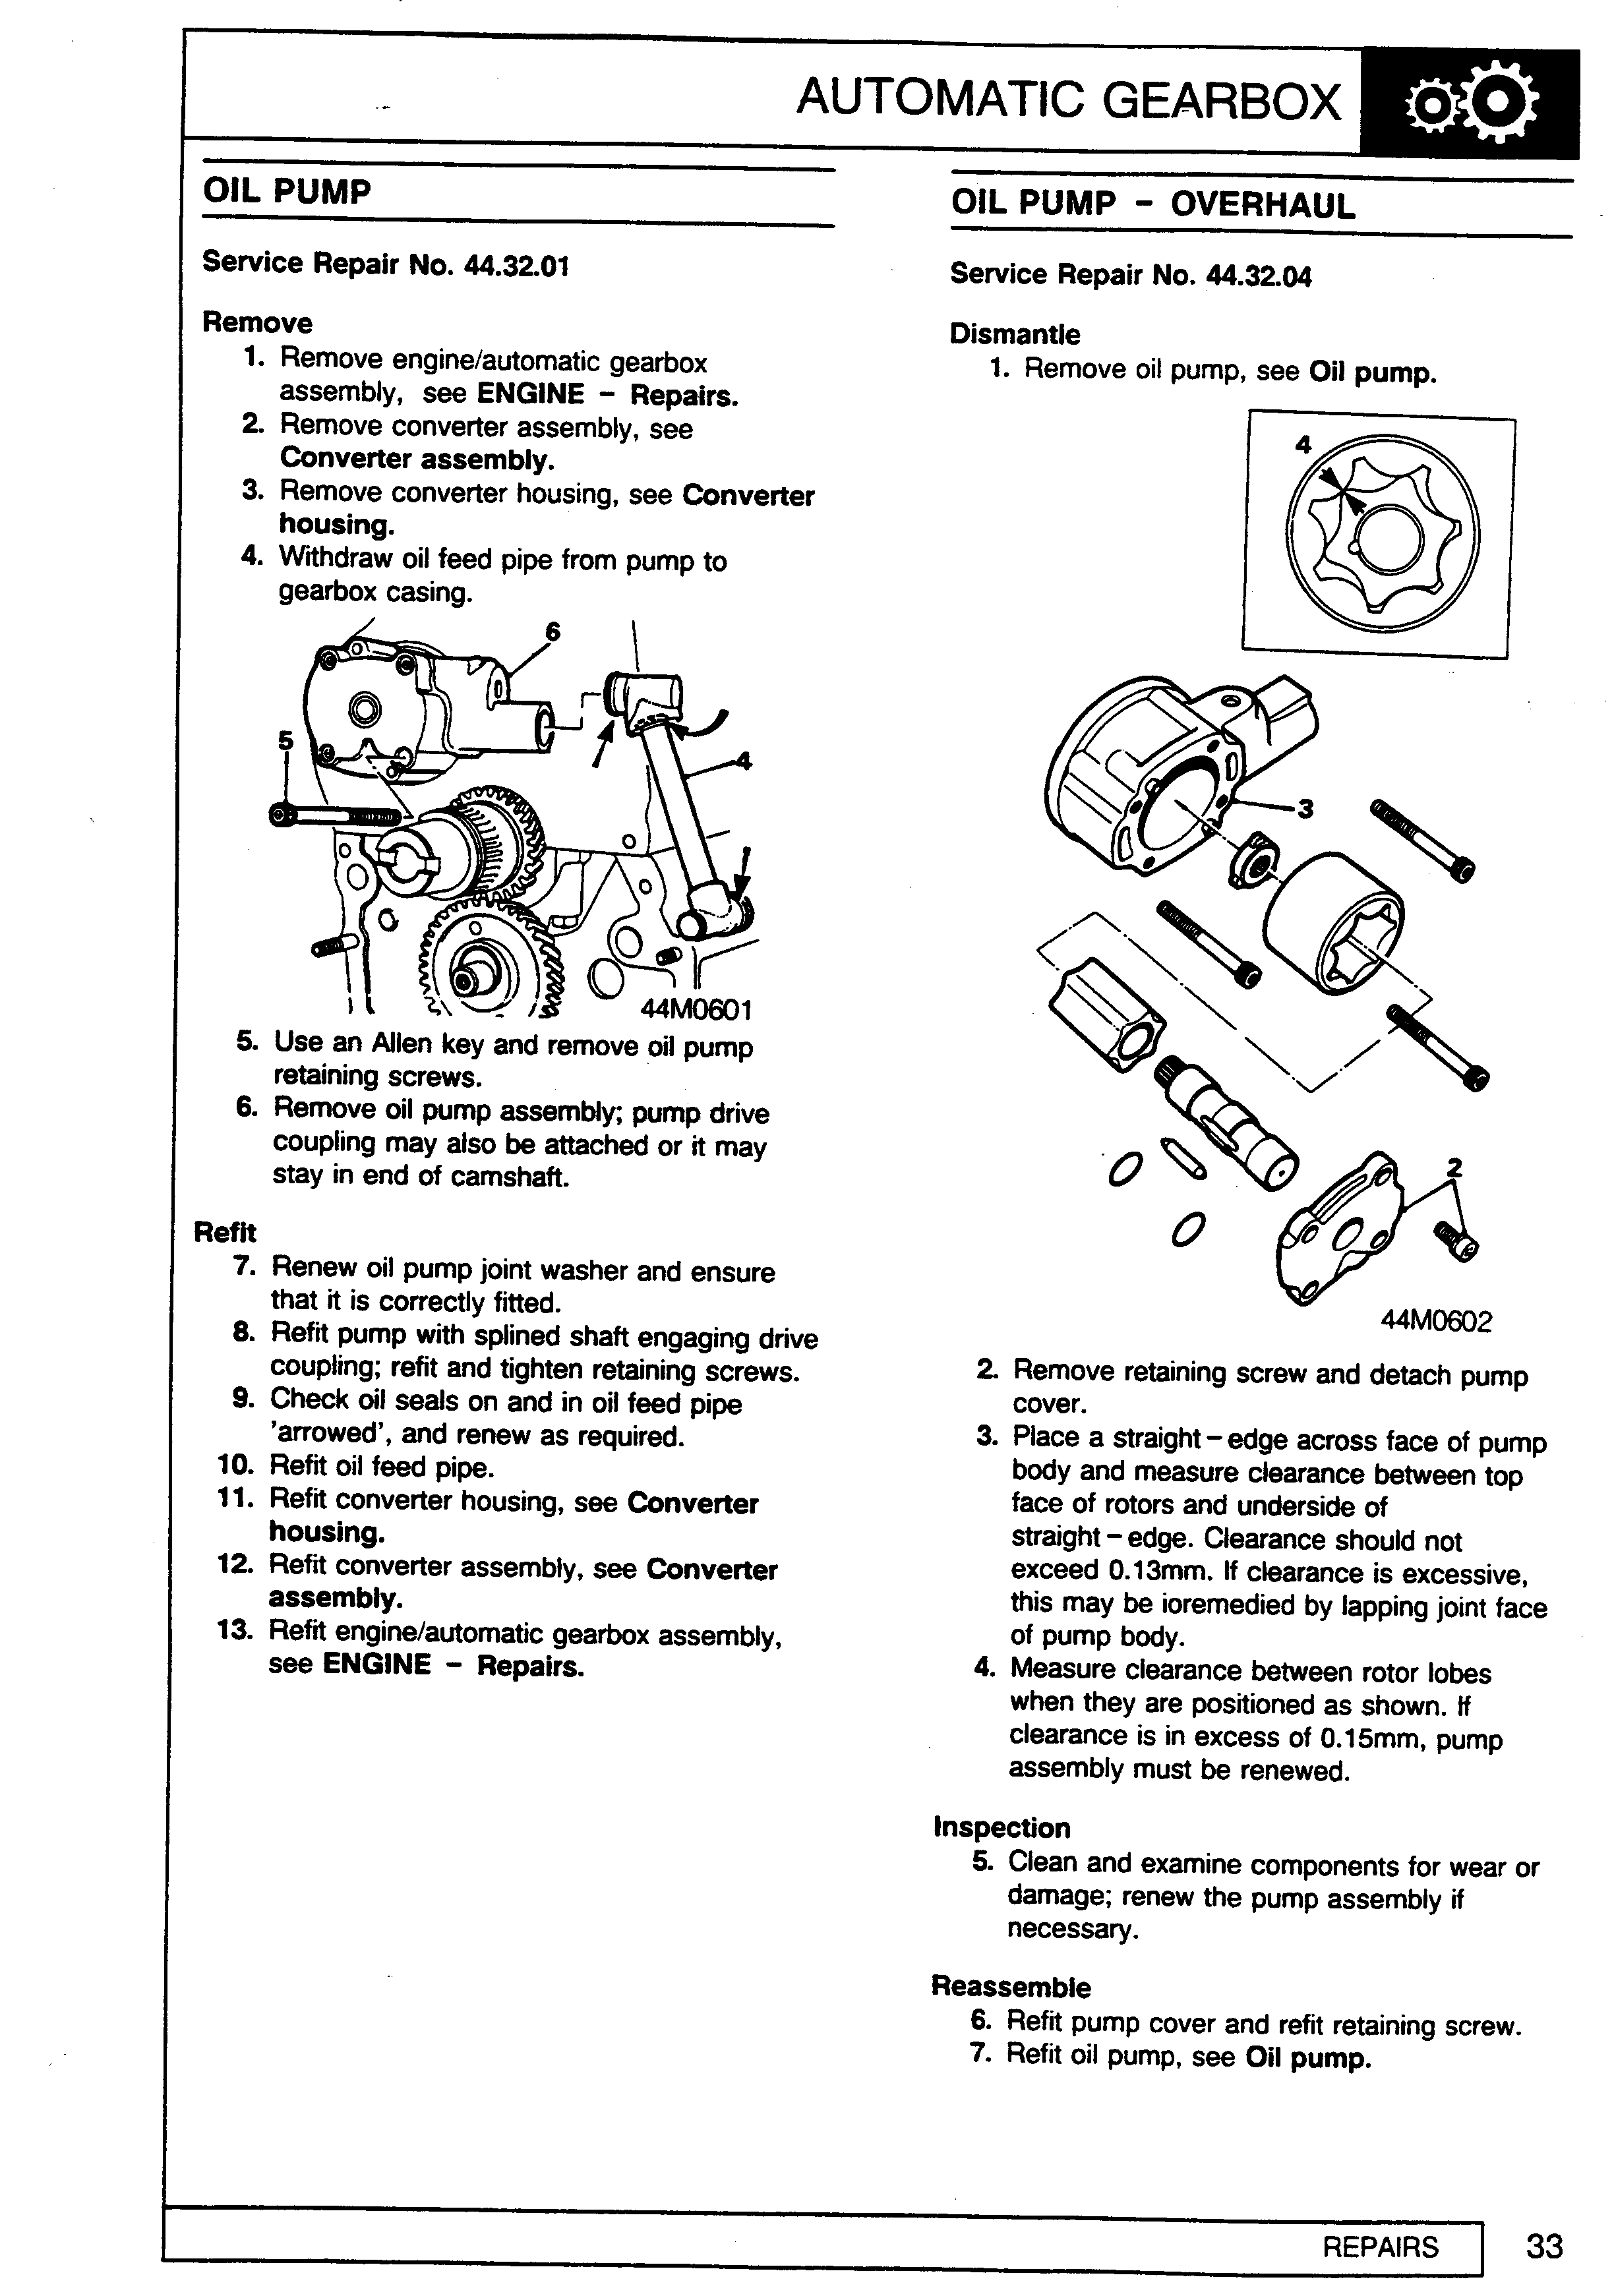 AUTOMATIC GEARBOX
OIL PUMP
Service Repair No. 44.32.01
Remove
1. Remove engine/automatic gearbox
assembly, see ENGINE - Repairs.
2. Remove converter assembly, see
Converter assembly.
3. Remove converter housing, see Converter
housing.
4. Withdraw oil feed pipe from pump to
gearbox casing.
6
5
4
44M0601
5. Use an Allen key and remove oil pump
retaining screws.
6. Remove oil pump assembly; pump drive
coupling may also be attached or it may
stay in end of camshaft.
Refit
7. Renew oil pump joint washer and ensure
that it is correctly fitted.
8. Refit pump with splined shaft engaging drive
coupling; refit and tighten retaining screws.
9. Check oil seals on and in oil feed pipe
'arrowed', and renew as required.
10. Refit oil feed pipe.
11. Refit converter housing, see Converter
housing.
12. Refit converter assembly, see Converter
assembly.
13. Refit engine/automatic gearbox assembly,
see ENGINE - Repairs.
OIL PUMP - OVERHAUL
Service Repair No. 44.32.04
Dismantle
1. Remove oil pump, see Oil pump.
4
3
2
44M0602
2. Remove retaining screw and detach pump
cover.
3. Place a straight-edge across face of pump
body and measure clearance between top
face of rotors and underside of
straight-edge. Clearance should not
exceed 0.13mm. If clearance is excessive,
this may be ioremedied by lapping joint face
of pump body.
4. Measure clearance between rotor lobes
when they are positioned as shown. If
clearance is in excess of 0.15mm, pump
assembly must be renewed.
Inspection
5. Clean and examine components for wear or
damage; renew the pump assembly if
necessary.
Reassemble
6. Refit pump cover and refit retaining screw.
7. Refit oil pump, see Oil pump.
REPAIRS
33